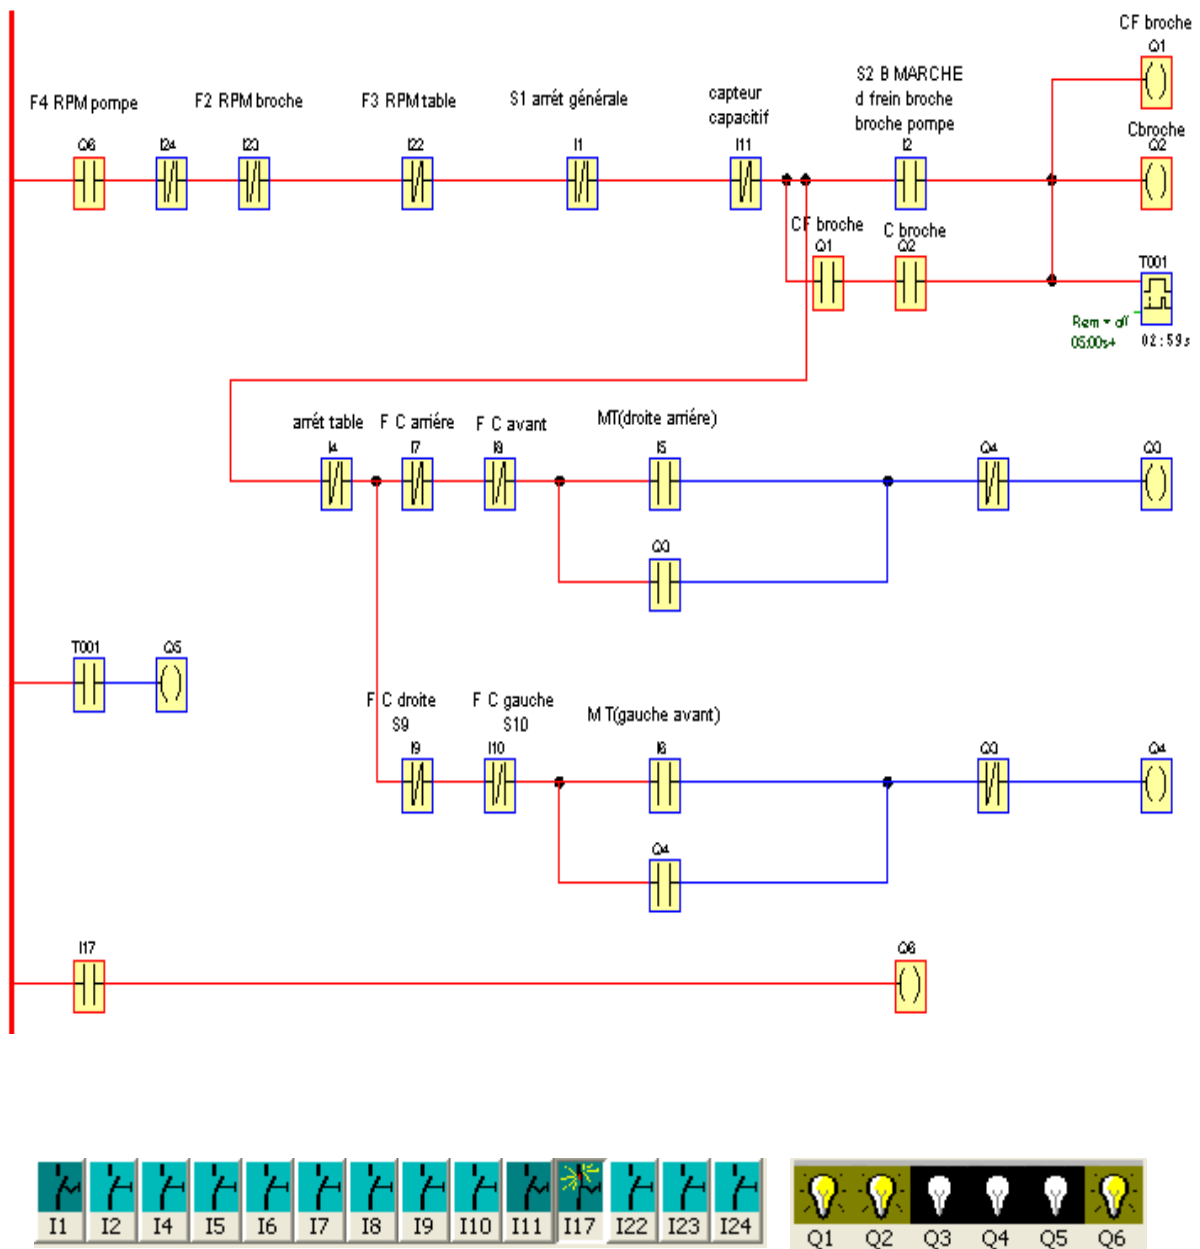 CF broche
Q1
S2 B MARCHE
d frein broche
broche pompe
F4 RPM pompe
F2 RPM broche
F3 RPM table
S1 arrét générale
capteur
capacitif
Cbroche
Q6
I24
I23
I22
I1
I11
I2
Q2
CF broche
C broche
Q1
Q2
T001
Rem = off
05:00s+
02:59s
arrét table
F C arriére
F C avant
MT(droite arriére)
I4
I7
I8
I5
Q4
Q3
Q3
T001
Q5
F C droite
S9
F C gauche
S10
M T(gauche avant)
I9
I10
I6
Q3
Q4
Q4
I17
Q6
I1
I2
I4
I5
I6
I7
I8
I9
I10
I11
I17
I22
I23
I24
Q1
Q2
Q3
Q4
Q5
Q6